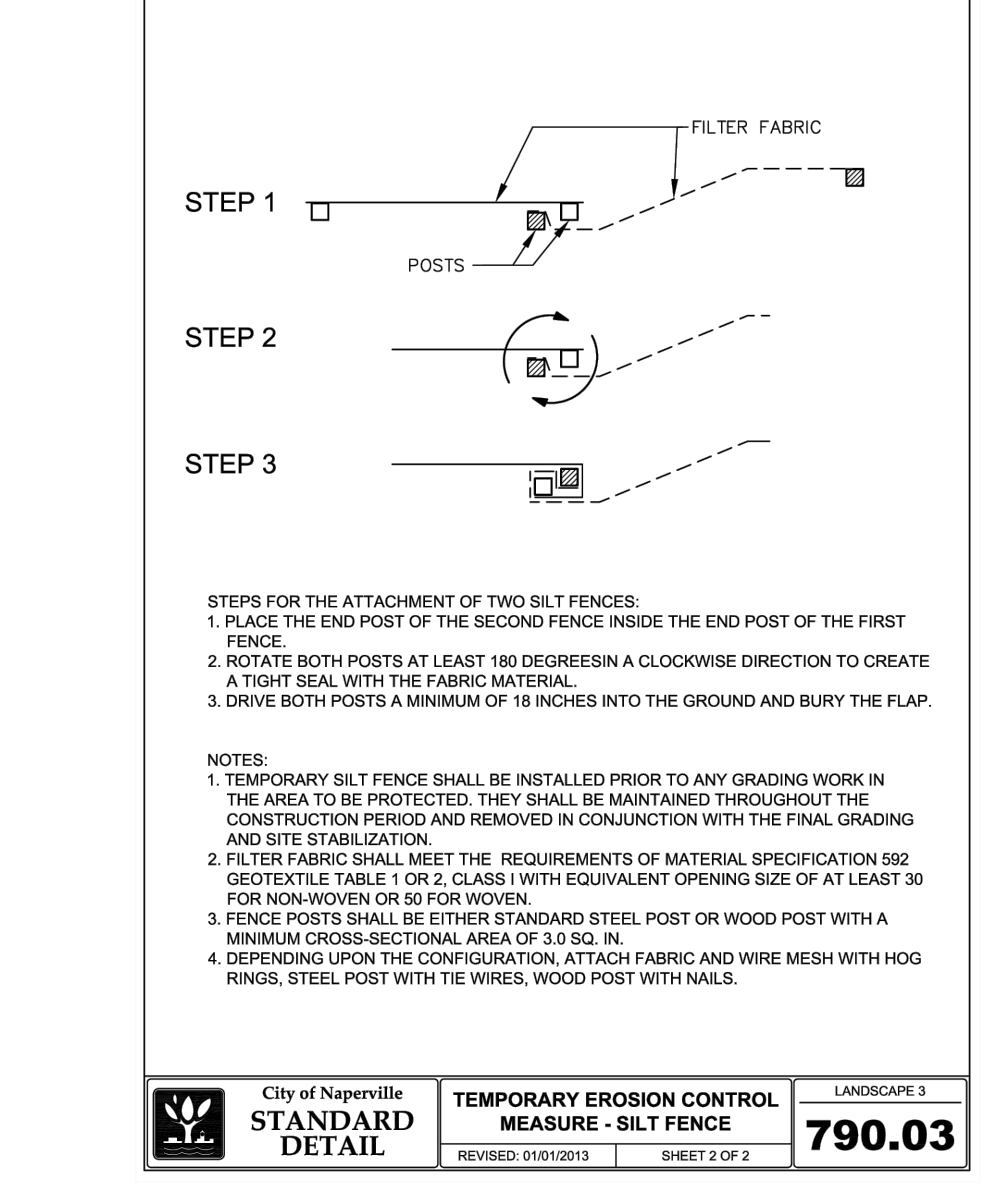 FILTER FABRIC
STEP 1
POSTS
STEP 2
STEP 3
STEPS FOR THE ATTACHMENT OF TWO SILT FENCES:
1. PLACE THE END POST OF THE SECOND FENCE INSIDE THE END POST OF THE FIRST
FENCE.
2. ROTATE BOTH POSTS AT LEAST 180 DEGREESIN A CLOCKWISE DIRECTION TO CREATE
A TIGHT SEAL WITH THE FABRIC MATERIAL.
3. DRIVE BOTH POSTS A MINIMUM OF 18 INCHES INTO THE GROUND AND BURY THE FLAP.
NOTES:
1. TEMPORARY SILT FENCE SHALL BE INSTALLED PRIOR TO ANY GRADING WORK IN
THE AREA TO BE PROTECTED. THEY SHALL BE MAINTAINED THROUGHOUT THE
CONSTRUCTION PERIOD AND REMOVED IN CONJUNCTION WITH THE FINAL GRADING
AND SITE STABILIZATION.
2. FILTER FABRIC SHALL MEET THE REQUIREMENTS OF MATERIAL SPECIFICATION 592
GEOTEXTILE TABLE 1 OR 2, CLASS I WITH EQUIVALENT OPENING SIZE OF AT LEAST 30
FOR NON-WOVEN OR 50 FOR WOVEN.
3. FENCE POSTS SHALL BE EITHER STANDARD STEEL POST OR WOOD POST WITH A
MINIMUM CROSS-SECTIONAL AREA OF 3.0 SQ. IN.
4. DEPENDING UPON THE CONFIGURATION, ATTACH FABRIC AND WIRE MESH WITH HOG
RINGS, STEEL POST WITH TIE WIRES, WOOD POST WITH NAILS.
City of Naperville
STANDARD
DETAIL
TEMPORARY EROSION CONTROL
MEASURE - SILT FENCE
REVISED: 01/01/2013
SHEET 2 OF 2
LANDSCAPE 3
790.03